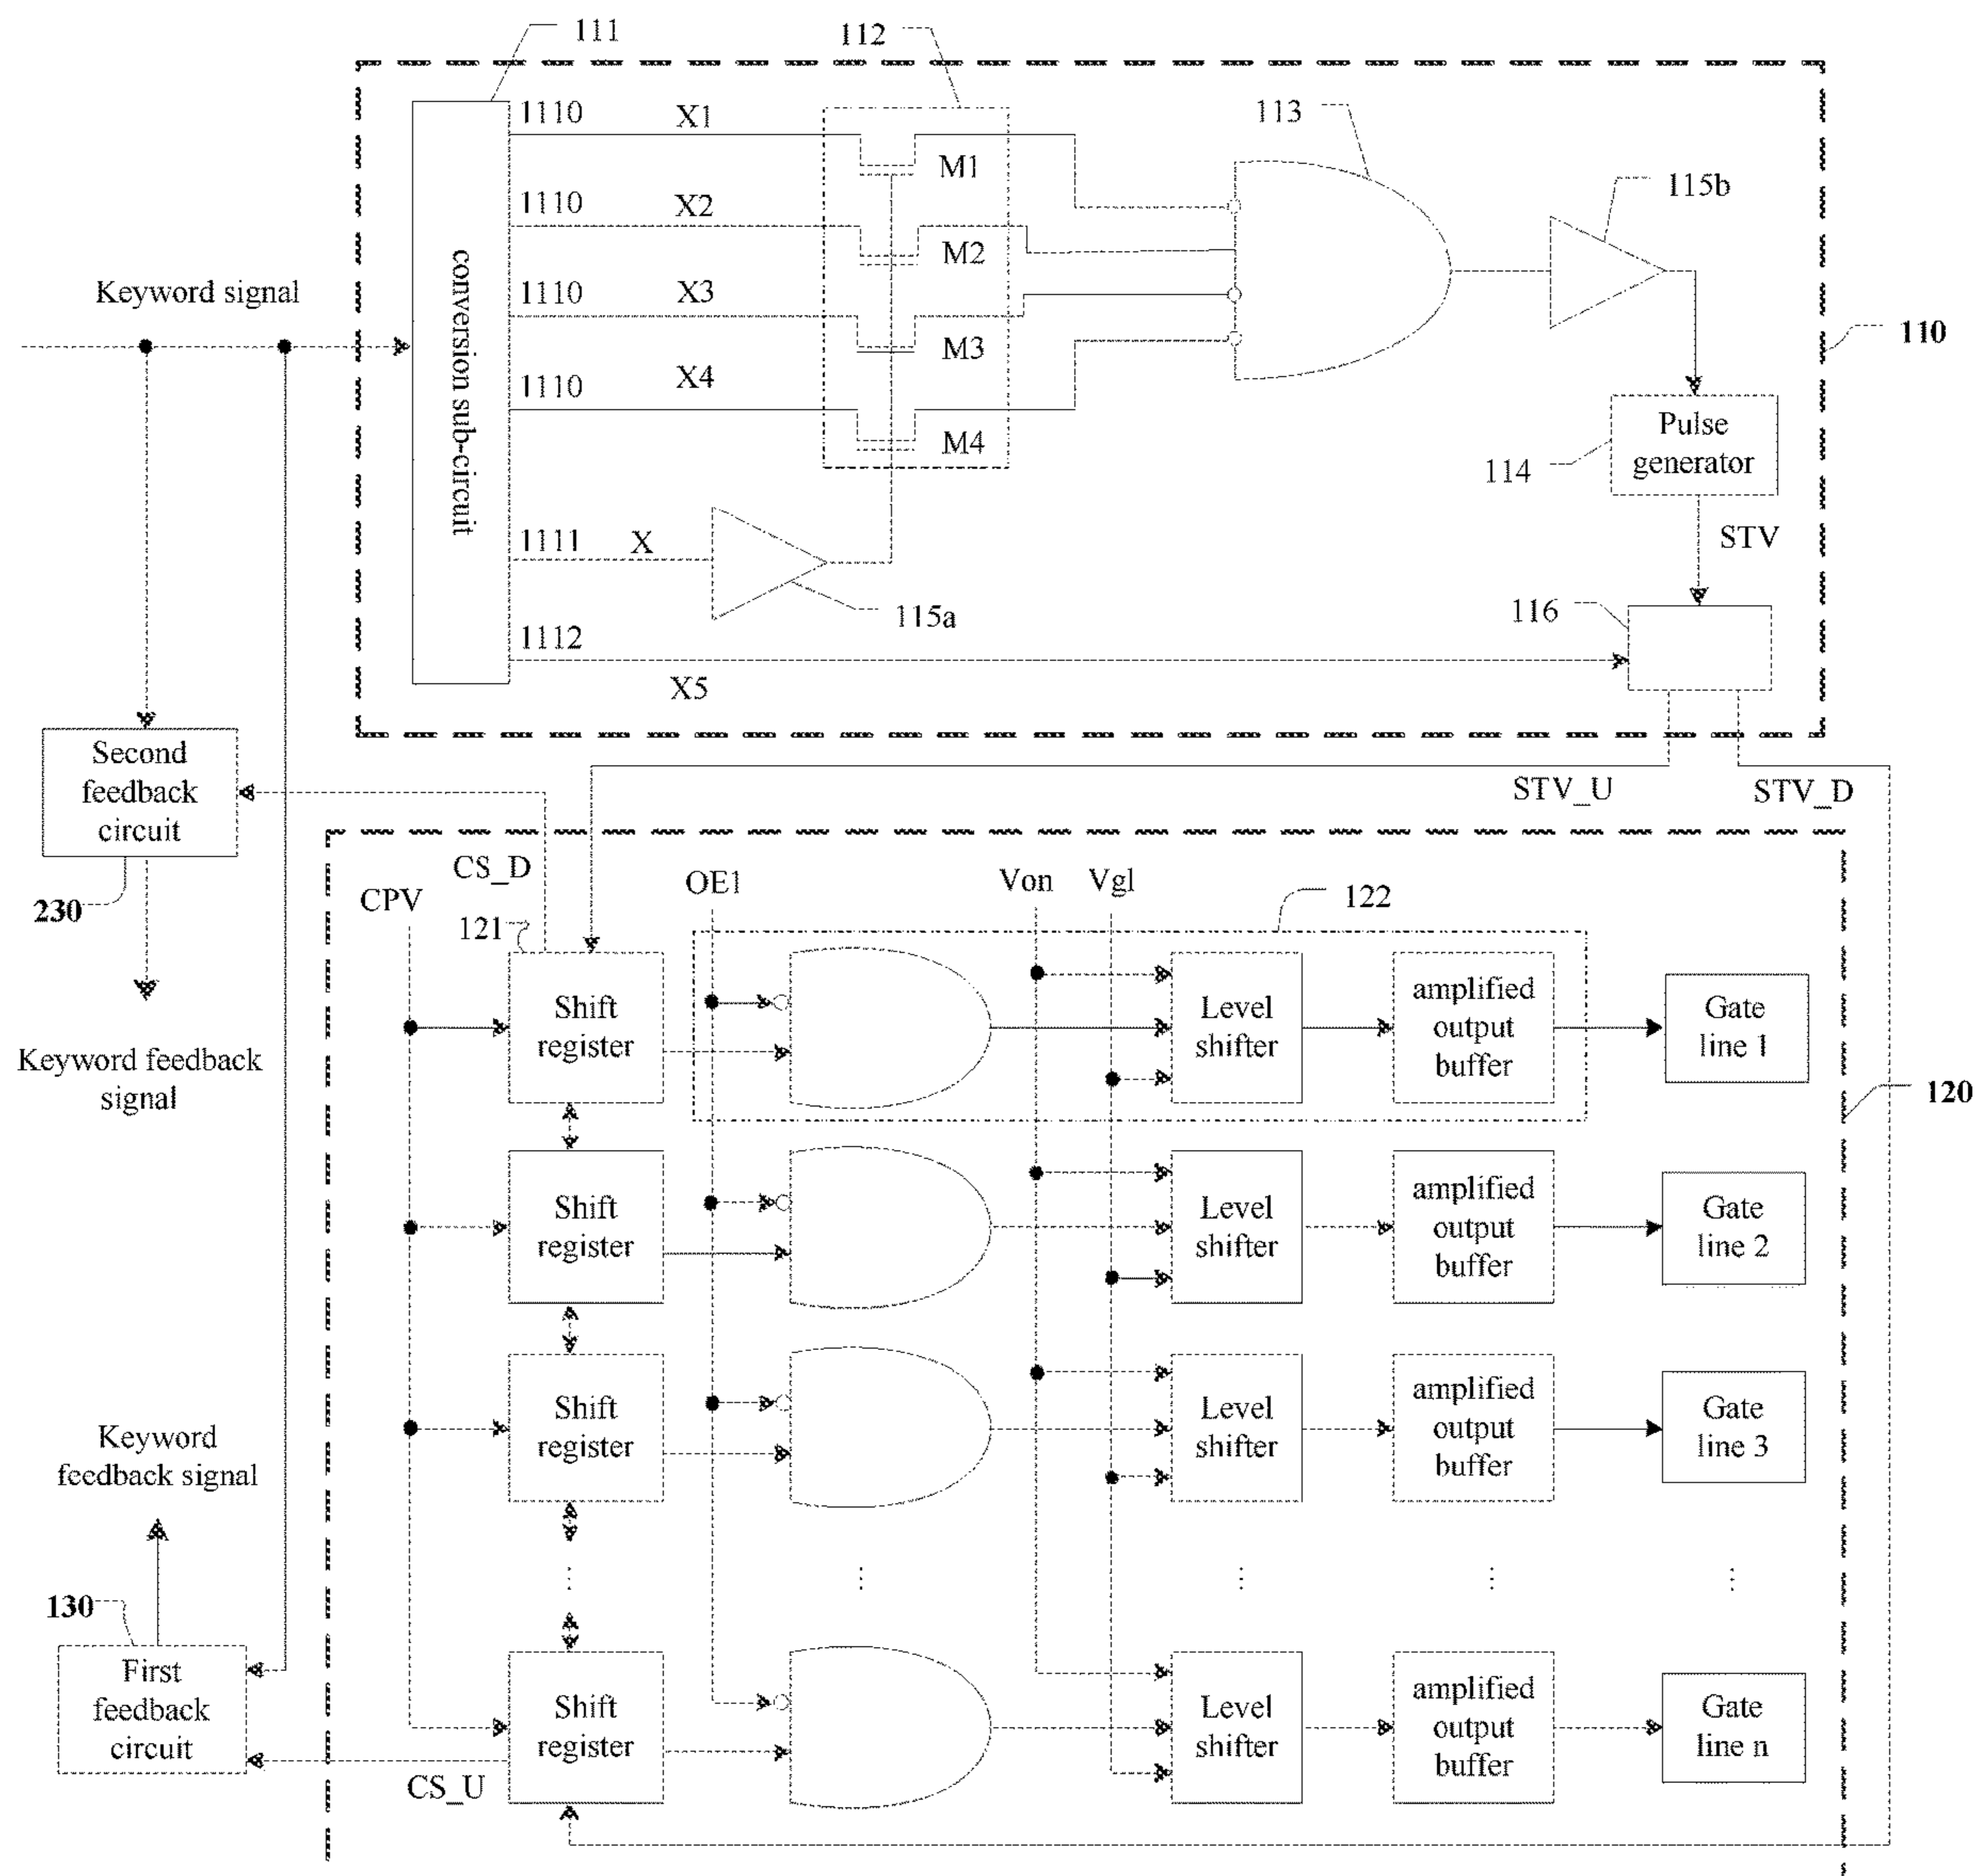 111
112
1110
X1
M1
113
115b
1110
X2
M2
Keyword signal
1110
X3
M3
110
1110
X4
M4
conversion sub-circuit
Pulse
generator
114
STV
1111
X
115a
116
1112
X5
Second
feedback
circuit
STV_U
STV_D
230
CS_D
CPV
121
OE1
Von
Vgl
122
Keyword feedback
signal
Shift
register
Level
shifter
amplified
output
buffer
Gate
line 1
120
Shift
register
Level
shifter
amplified
output
buffer
Gate
line 2
Shift
register
Level
shifter
amplified
output
buffer
Gate
line 3
Keyword
feedback signal
130
First
feedback
circuit
CS_U
Shift
register
Level
shifter
amplified
output
buffer
Gate
line n